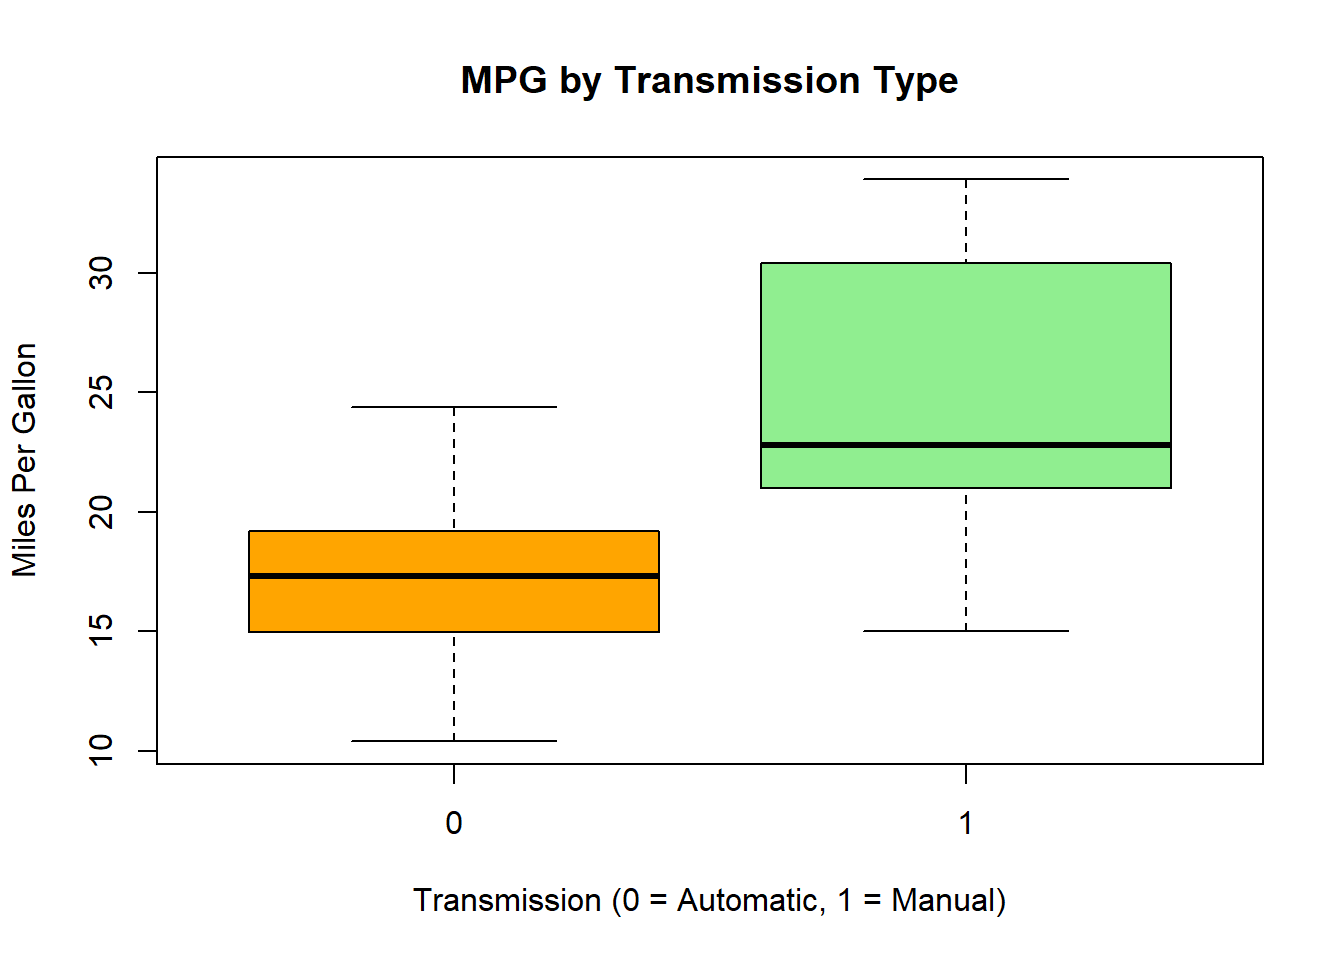 MPG by Transmission Type
Miles Per Gallon
30
25
20
15
10
0
1
Transmission (0 = Automatic, 1 = Manual)